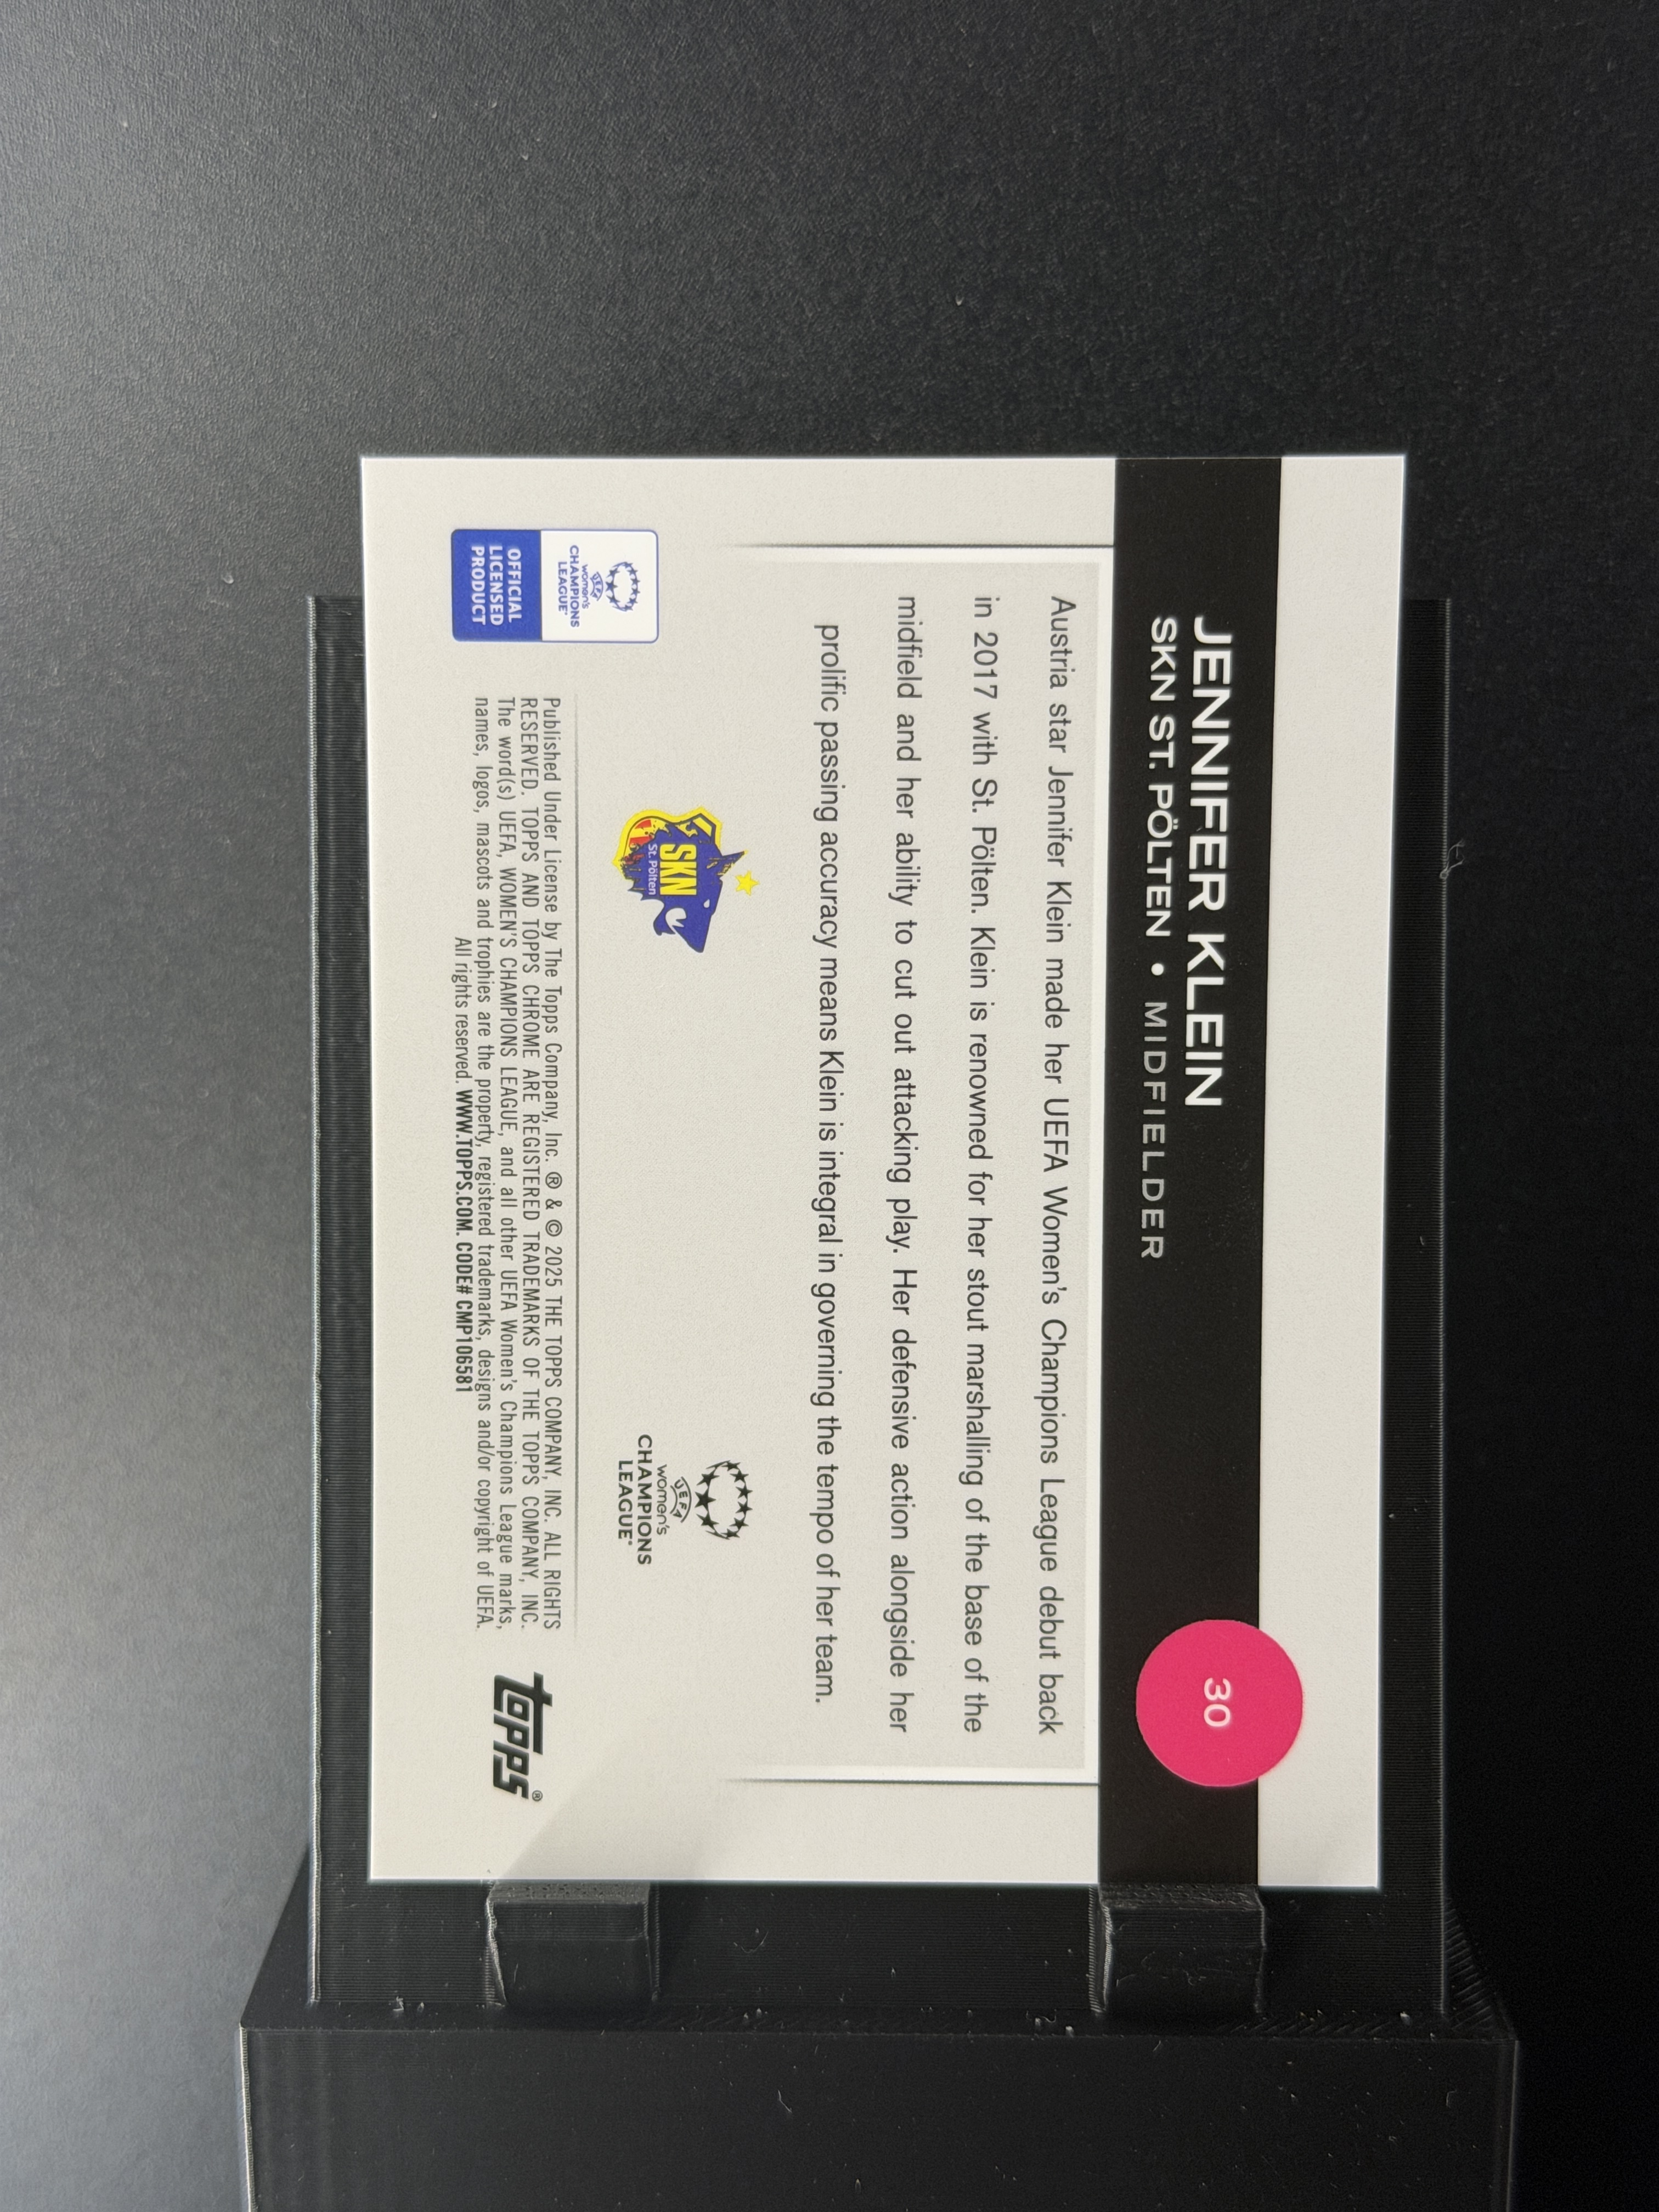 JENNIFER KLEIN
SKN ST. PÖLTEN • MIDFIELDER
30
Austria star Jennifer Klein made her UEFA Women's Champions League debut back
in 2017 with St. Pölten. Klein is renowned for her stout marshalling of the base of the
midfield and her ability to cut out attacking play. Her defensive action alongside her
prolific passing accuracy means Klein is integral in governing the tempo of her team.
SKN
St. Pölten
UEFA
women's
CHAMPIONS
LEAGUE®
UEFA
women's
CHAMPIONS
LEAGUE®
OFFICIAL
LICENSED
PRODUCT
Published Under License by The Topps Company, Inc. ® & © 2025 THE TOPPS COMPANY, INC. ALL RIGHTS
RESERVED. TOPPS AND TOPPS CHROME ARE REGISTERED TRADEMARKS OF THE TOPPS COMPANY, INC.
The word(s) UEFA, WOMEN'S CHAMPIONS LEAGUE, and all other UEFA Women's Champions League marks,
names, logos, mascots and trophies are the property, registered trademarks, designs and/or copyright of UEFA.
All rights reserved. WWW.TOPPS.COM. CODE# CMP106581
topps®